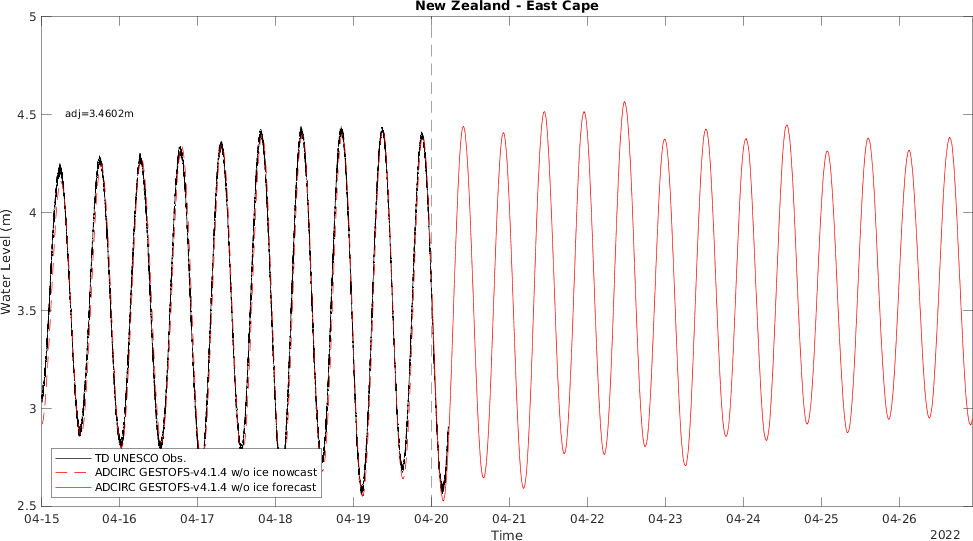 New Zealand - East Cape
5
4.5
4
3.5
3
2.5
Water Level (m)
adj=3.4602m
TD UNESCO Obs.
ADCIRC GESTOFS-v4.1.4 w/o ice nowcast
ADCIRC GESTOFS-v4.1.4 w/o ice forecast
04-15 04-16 04-17 04-18 04-19 04-20 04-21 04-22 04-23 04-24 04-25 04-26
Time
2022